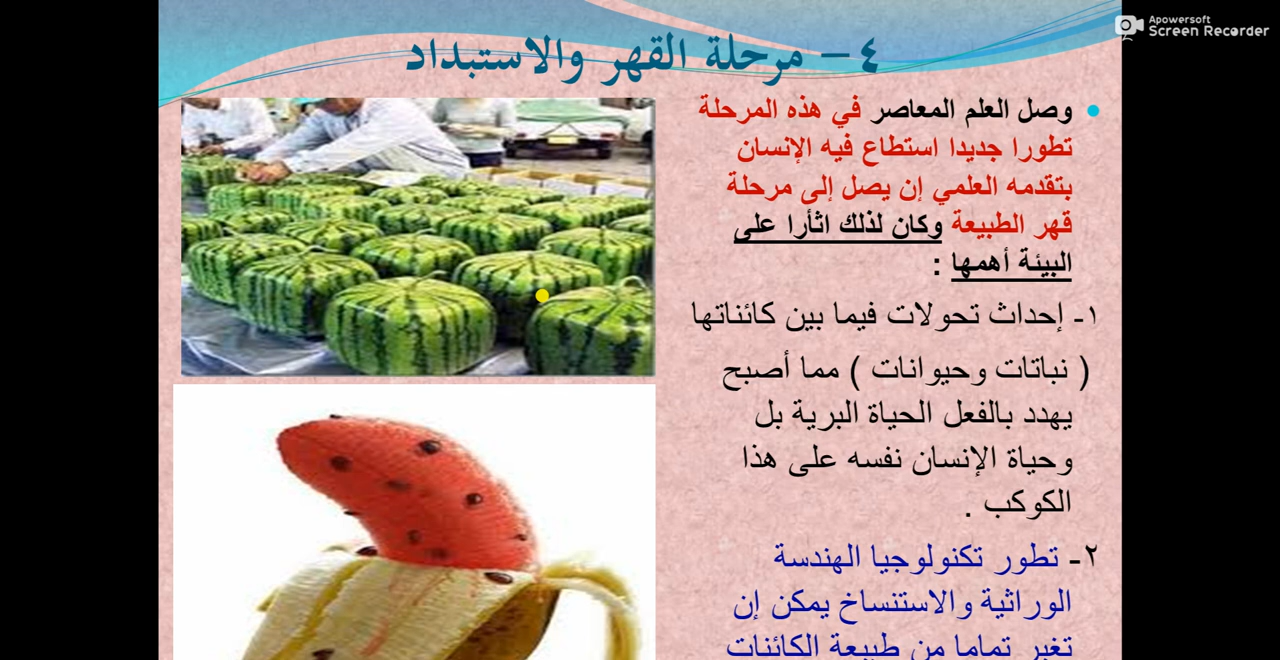 Apowersoft
Screen Recorder
٤ – مرحلة القهر والاستبداد
• وصل العلم المعاصر في هذه المرحلة
تطورا جديدا استطاع فيه الإنسان
بتقدمه العلمي إن يصل إلى مرحلة
قهر الطبيعة وكان لذلك اثأرا على
البيئة أهمها :
١- إحداث تحولات فيما بين كائناتها
( نباتات وحيوانات ) مما أصبح
يهدد بالفعل الحياة البرية بل
وحياة الإنسان نفسه على هذا
الكوكب .
٢- تطور تكنولوجيا الهندسة
الوراثية والاستنساخ يمكن إن
تغير تماما من طبيعة الكائنات